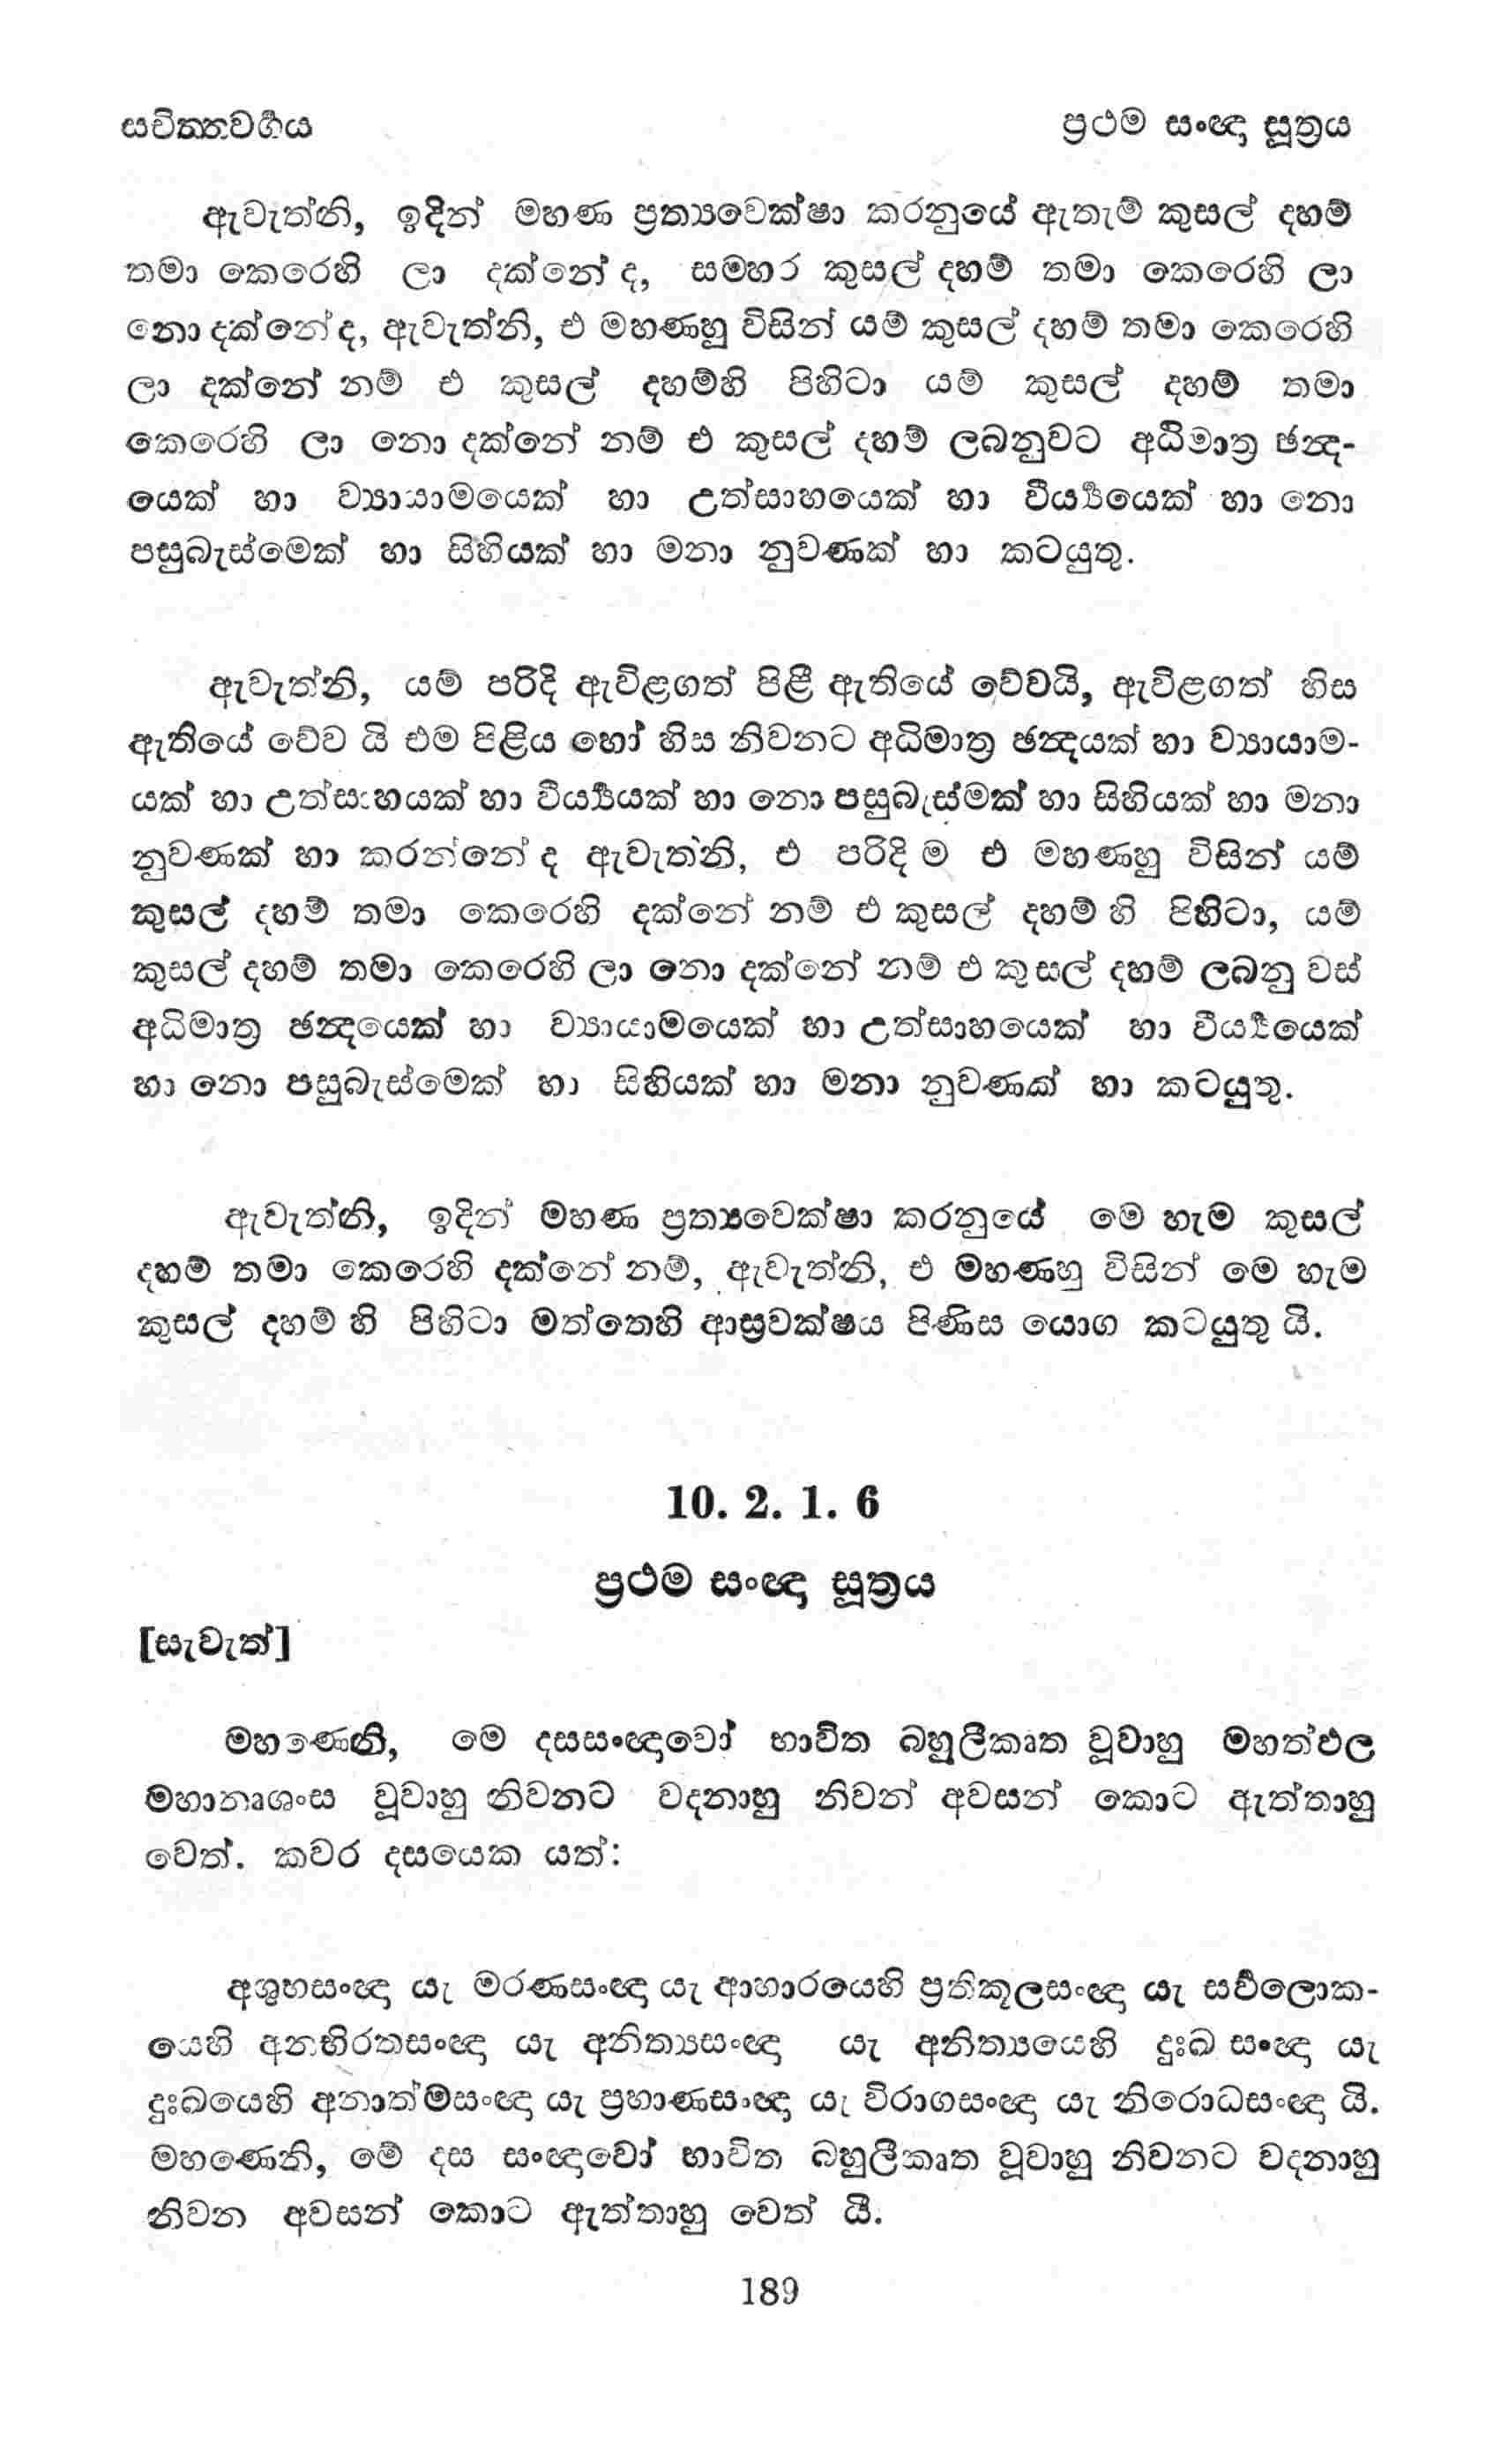 සචිත්තවර්ගය ප්‍රථම සංඥා සූත්‍රය
ඇවැත්නි, ඉදින් මහණ ප්‍රත්‍යවෙක්ෂා කරනුයේ ඇතැම් කුසල් දහම්
තමා කෙරෙහි ලා දක්නේ ද, සමහර කුසල් දහම් තමා කෙරෙහි ලා
නො දක්නේ ද, ඇවැත්නි, එ මහණහු විසින් යම් කුසල් දහම් තමා කෙරෙහි
ලා දක්නේ නම් එ කුසල් දහම්හි පිහිටා යම් කුසල් දහම් තමා
කෙරෙහි ලා නො දක්නේ නම් එ කුසල් දහම් ලබනුවට අධිමාත්‍ර ඡන්‍ද-
යෙක් හා ව්‍යායාමයෙක් හා උත්සාහයෙක් හා වීර්‍ය්‍යයෙක් හා නො
පසුබැස්මෙක් හා සිහියක් හා මනා නුවණක් හා කටයුතු.
ඇවැත්නි, යම් පරිදි ඇවිළගත් පිළී ඇතියේ වේවයි, ඇවිළගත් හිස
ඇතියේ වේව යි එම පිළිය හෝ හිස නිවනට අධිමාත්‍ර ඡන්‍දයක් හා ව්‍යායාම-
යක් හා උත්සාහයක් හා වීර්‍ය්‍යයක් හා නො පසුබැස්මක් හා සිහියක් හා මනා
නුවණක් හා කරන්නේ ද ඇවැත්නි, එ පරිදි ම එ මහණහු විසින් යම්
කුසල් දහම් තමා කෙරෙහි දක්නේ නම් එ කුසල් දහම් හි පිහිටා, යම්
කුසල් දහම් තමා කෙරෙහි ලා නො දක්නේ නම් එ කුසල් දහම් ලබනු වස්
අධිමාත්‍ර ඡන්‍දයෙක් හා ව්‍යායාමයෙක් හා උත්සාහයෙක් හා වීර්‍ය්‍යයෙක්
හා නො පසුබැස්මෙක් හා සිහියක් හා මනා නුවණක් හා කටයුතු.
ඇවැත්නි, ඉදින් මහණ ප්‍රත්‍යවෙක්ෂා කරනුයේ මෙ හැම කුසල්
දහම් තමා කෙරෙහි දක්නේ නම්, ඇවැත්නි, එ මහණහු විසින් මෙ හැම
කුසල් දහම් හි පිහිටා මත්තෙහි ආස්‍රවක්ෂය පිණිස යොග කටයුතු යි.
10. 2. 1. 6
ප්‍රථම සංඥා සූත්‍රය
[සැවැත්]
මහණෙනි, මෙ දසසංඥාවෝ භාවිත බහුලීකෘත වූවාහු මහත්ඵල
මහානෘශංස වූවාහු නිවනට වදනාහු නිවන් අවසන් කොට ඇත්තාහු
වෙත්. කවර දසයෙක යත්:
අශුභසංඥා යැ මරණසංඥා යැ ආහාරයෙහි ප්‍රතිකූලසංඥා යැ සර්වලොක-
යෙහි අනභිරතසංඥා යැ අනිත්‍යසංඥා යැ අනිත්‍යයෙහි දුඃඛ සංඥා යැ
දුඃඛයෙහි අනාත්මසංඥා යැ ප්‍රහාණසංඥා යැ විරාගසංඥා යැ නිරොධසංඥා යි.
මහණෙනි, මේ දස සංඥාවෝ භාවිත බහුලීකෘත වූවාහු නිවනට වදනාහු
නිවන අවසන් කොට ඇත්තාහු වෙත් යී.
189